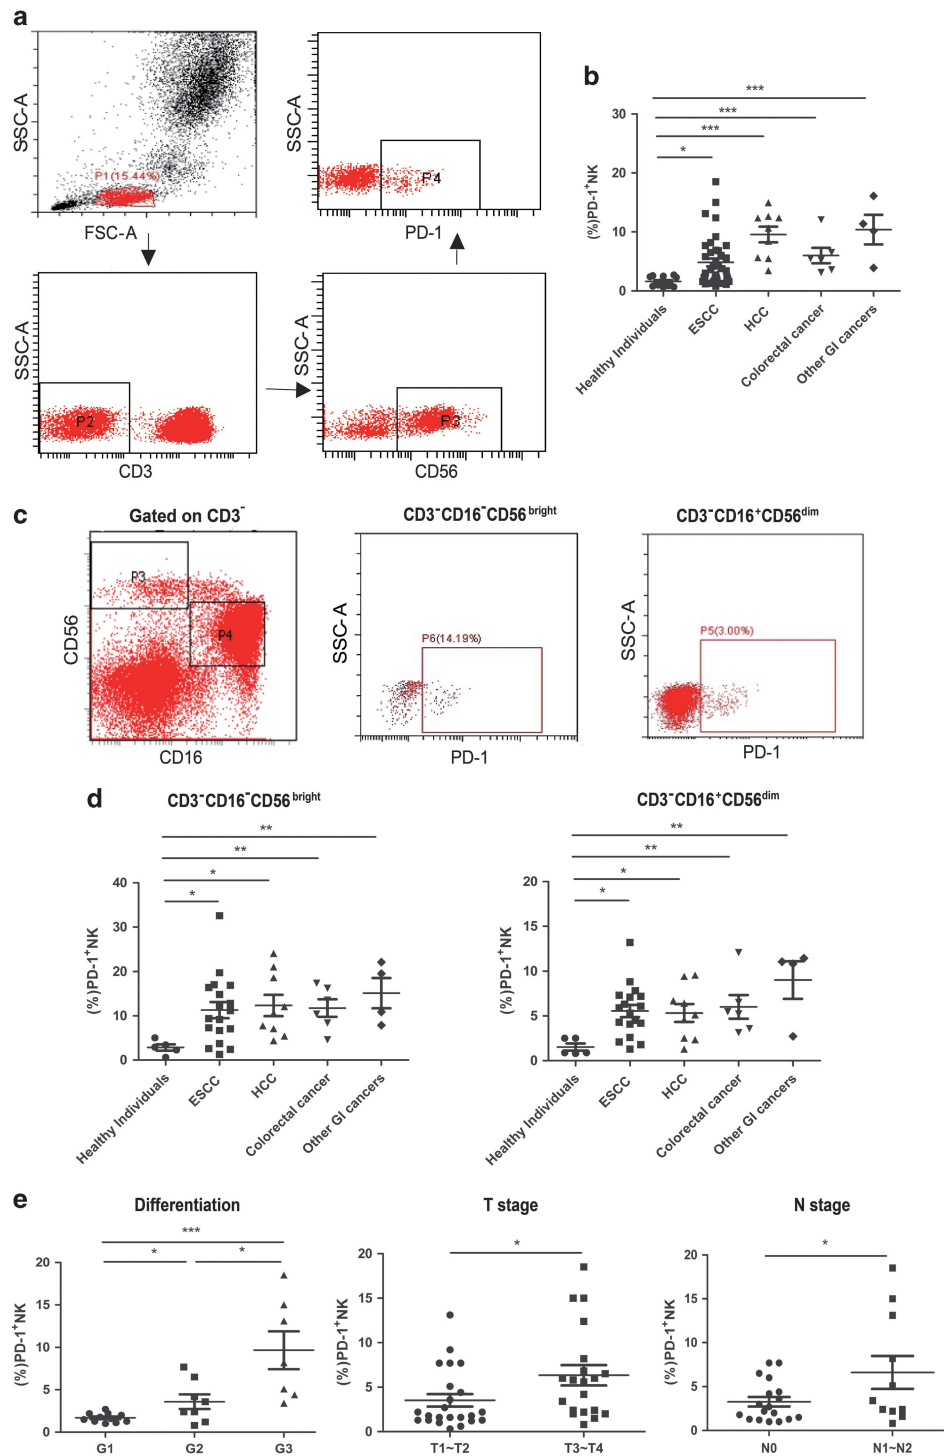 a
SSC-A
P1(15.44%)
FSC-A
SSC-A
P4
PD-1
SSC-A
P2
CD3
SSC-A
P3
CD56
b
***
***
***
*
(%)PD-1+NK
30
20
10
0
Healthy Individuals
ESCC
HCC
Colorectal cancer
Other GI cancers
c
Gated on CD3-
P3
P4
CD56
CD16
CD3-CD16-CD56bright
SSC-A
P6(14.19%)
PD-1
CD3-CD16+CD56dim
SSC-A
P5(3.00%)
PD-1
d
CD3-CD16-CD56bright
**
**
*
*
(%)PD-1+NK
40
30
20
10
0
Healthy Individuals
ESCC
HCC
Colorectal cancer
Other GI cancers
CD3-CD16+CD56dim
**
**
*
*
(%)PD-1+NK
20
15
10
5
0
Healthy Individuals
ESCC
HCC
Colorectal cancer
Other GI cancers
e
Differentiation
***
*
*
(%)PD-1+NK
20
15
10
5
0
G1
G2
G3
T stage
*
(%)PD-1+NK
20
15
10
5
0
T1~T2
T3~T4
N stage
*
(%)PD-1+NK
20
15
10
5
0
N0
N1~N2